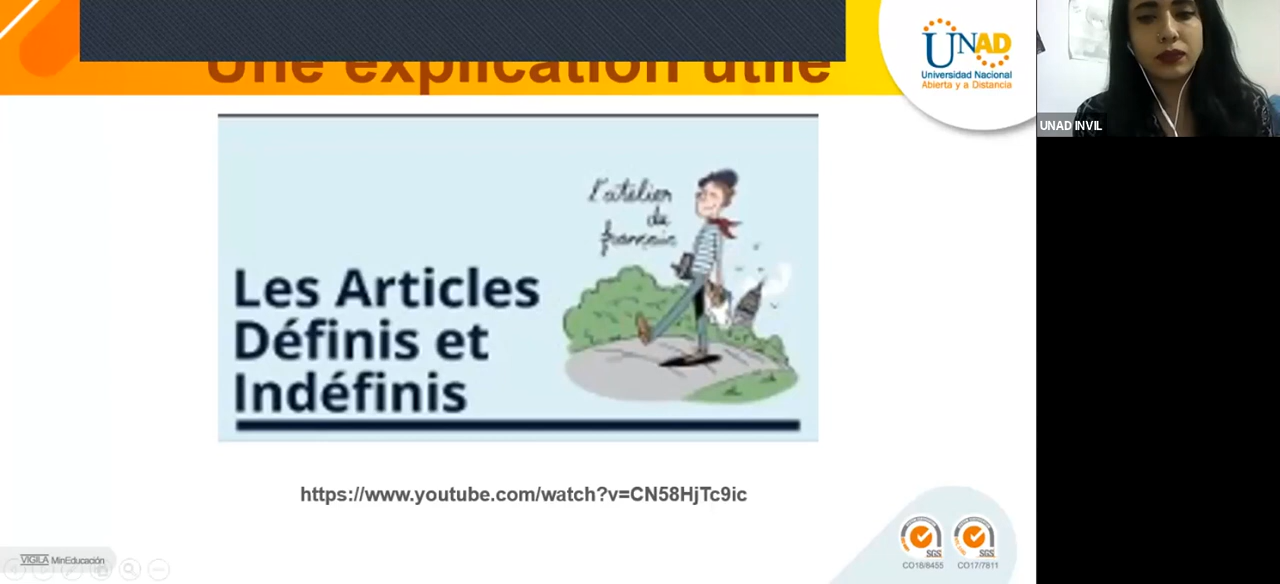 Une explication utile
UNAD
Universidad Nacional
Abierta y a Distancia
UNAD INVIL
L'atelier
du
français
Les Articles
Définis et
Indéfinis
https://www.youtube.com/watch?v=CN58HjTc9ic
VIGILA MinEducación
SGS
SGS
CO18/8455
CO17/7811